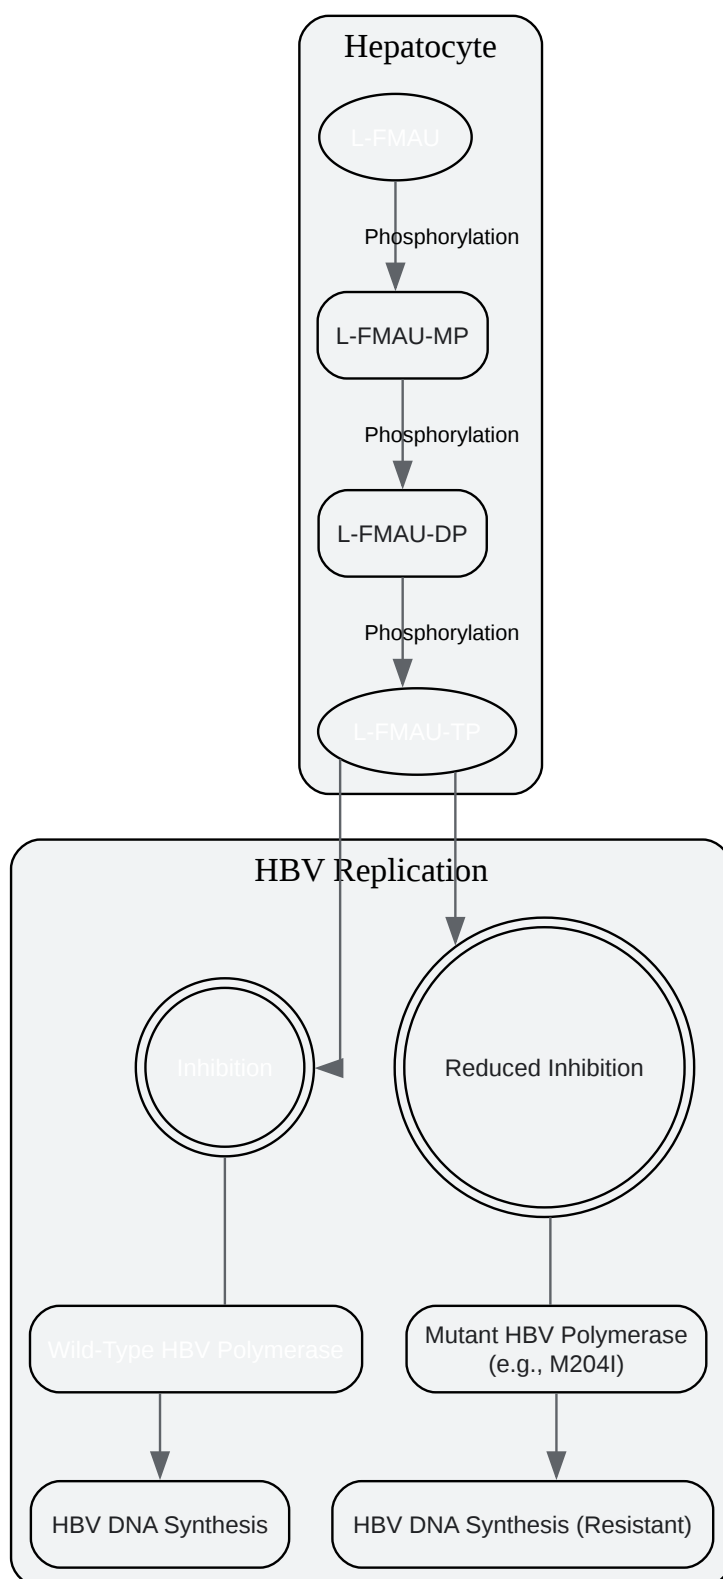 Hepatocyte
L-FMAU
Phosphorylation
L-FMAU-MP
Phosphorylation
L-FMAU-DP
Phosphorylation
L-FMAU-TP
HBV Replication
Inhibition
Reduced Inhibition
Wild-Type HBV Polymerase
Mutant HBV Polymerase
(e.g., M204I)
HBV DNA Synthesis
HBV DNA Synthesis (Resistant)